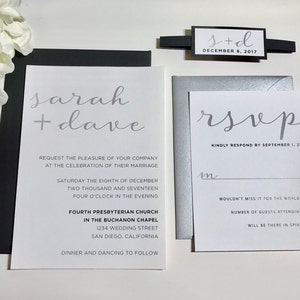 sarah
+ dave
REQUEST THE PLEASURE OF YOUR COMPANY
AT THE CELEBRATION OF THEIR MARRIAGE
SATURDAY THE EIGHTH OF DECEMBER
TWO THOUSAND AND SEVENTEEN
FOUR O'CLOCK IN THE EVENING
FOURTH PRESBYTERIAN CHURCH
IN THE BUCHANON CHAPEL
1234 WEDDING STREET
SAN DIEGO, CALIFORNIA
DINNER AND DANCING TO FOLLOW
s + d
DECEMBER 8, 2017
rsvp
KINDLY RESPOND BY SEPTEMBER 1,
m
WOULDN'T MISS IT FOR THE WORLD
NUMBER OF GUESTS
WILL BE THERE IN